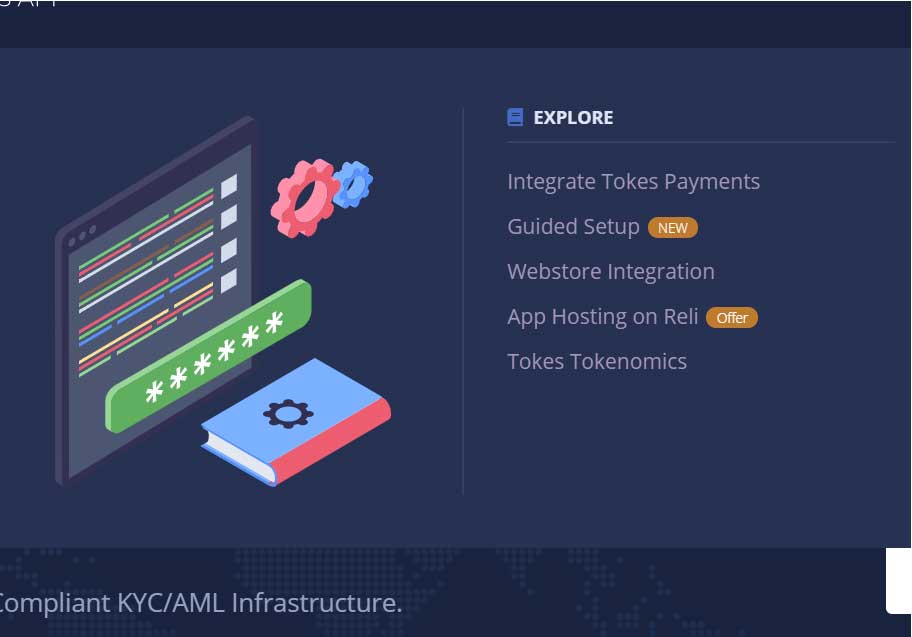 EXPLORE
Integrate Tokes Payments
Guided Setup NEW
Webstore Integration
App Hosting on Reli Offer
Tokes Tokenomics
******
Compliant KYC/AML Infrastructure.